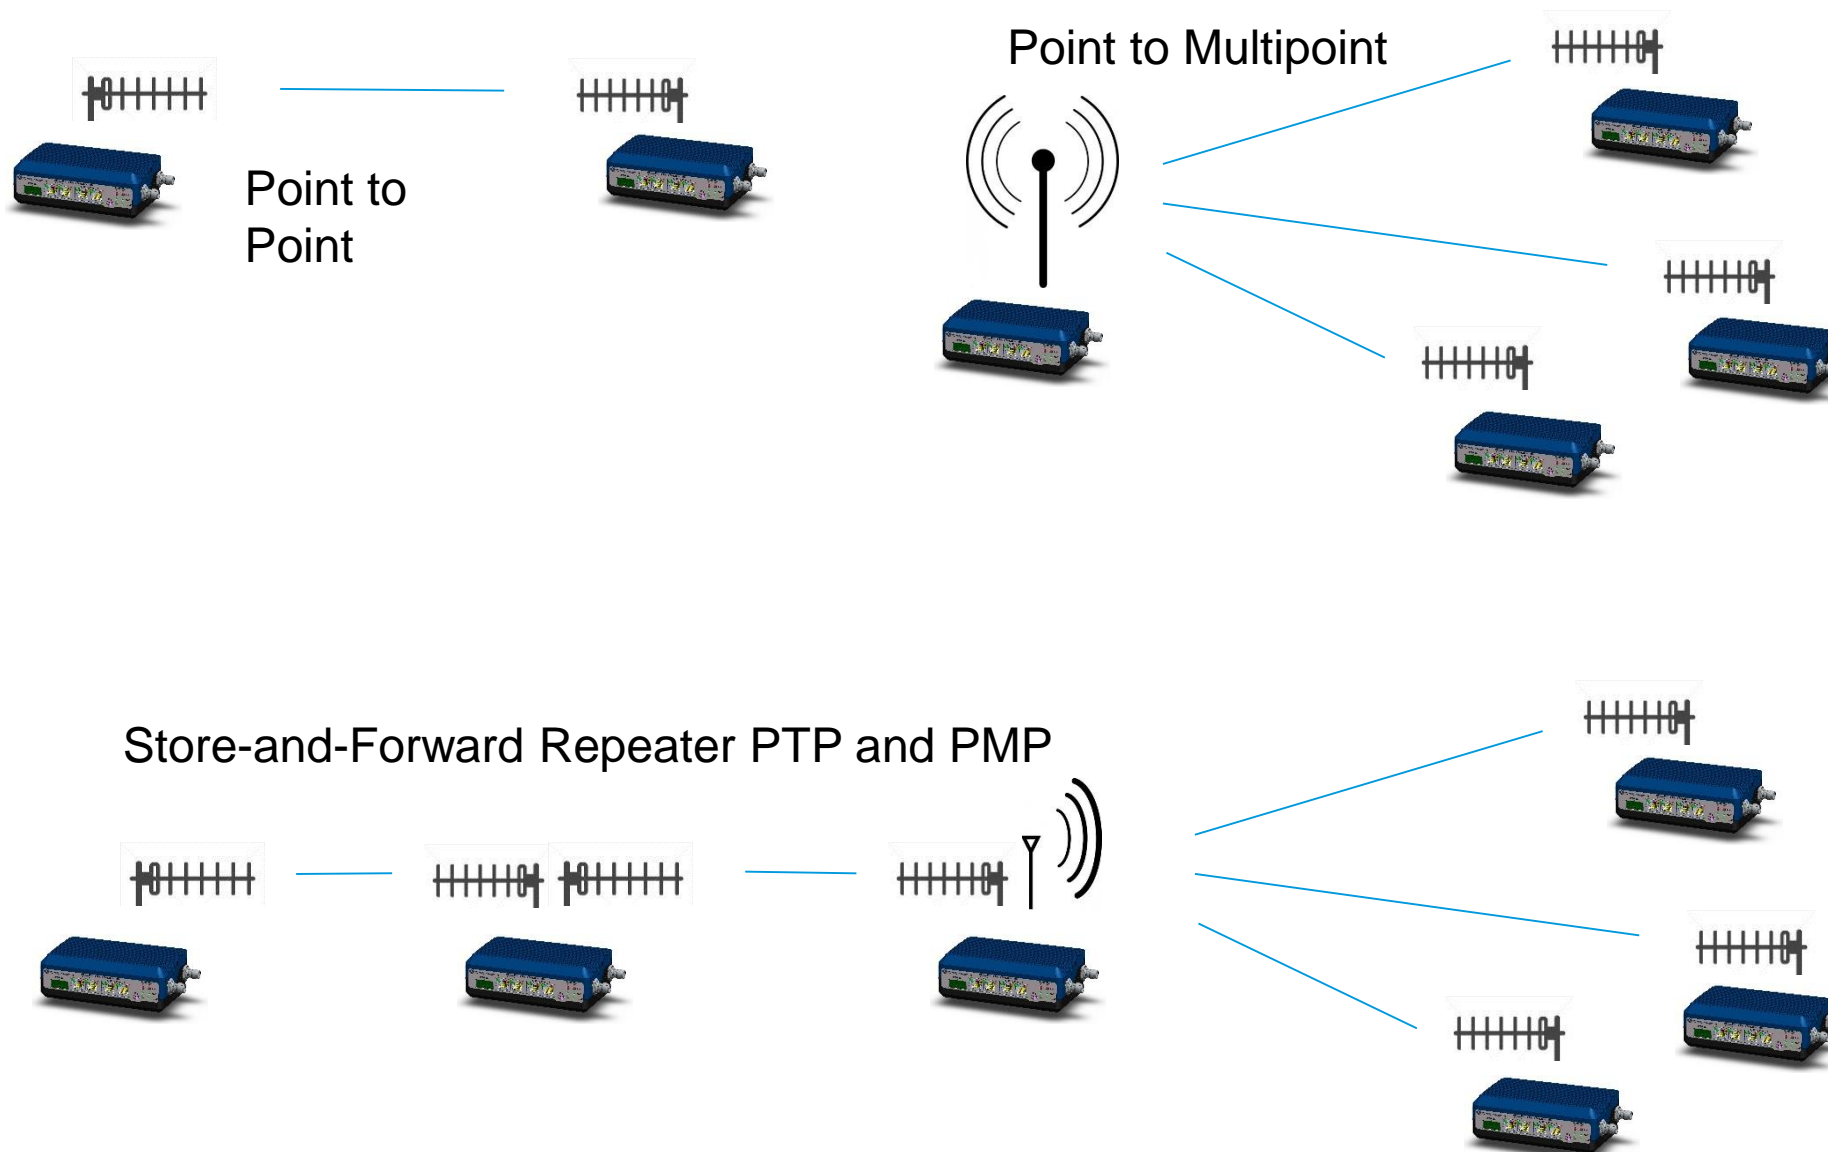 Point to Multipoint
Point to
Point
Store-and-Forward Repeater PTP and PMP